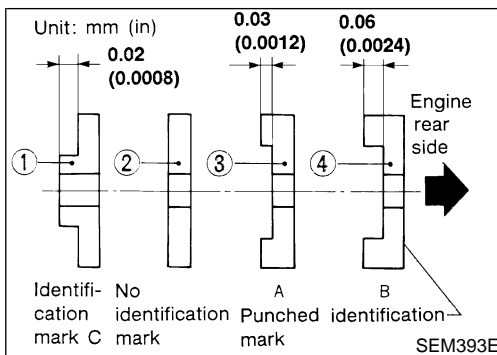 Unit: mm (in)
0.02
(0.0008)
0.03
(0.0012)
0.06
(0.0024)
Engine
rear
side
1
2
3
4
Identifi-
cation
mark C
No
identification
mark
A
Punched
mark
B
identification
SEM393E